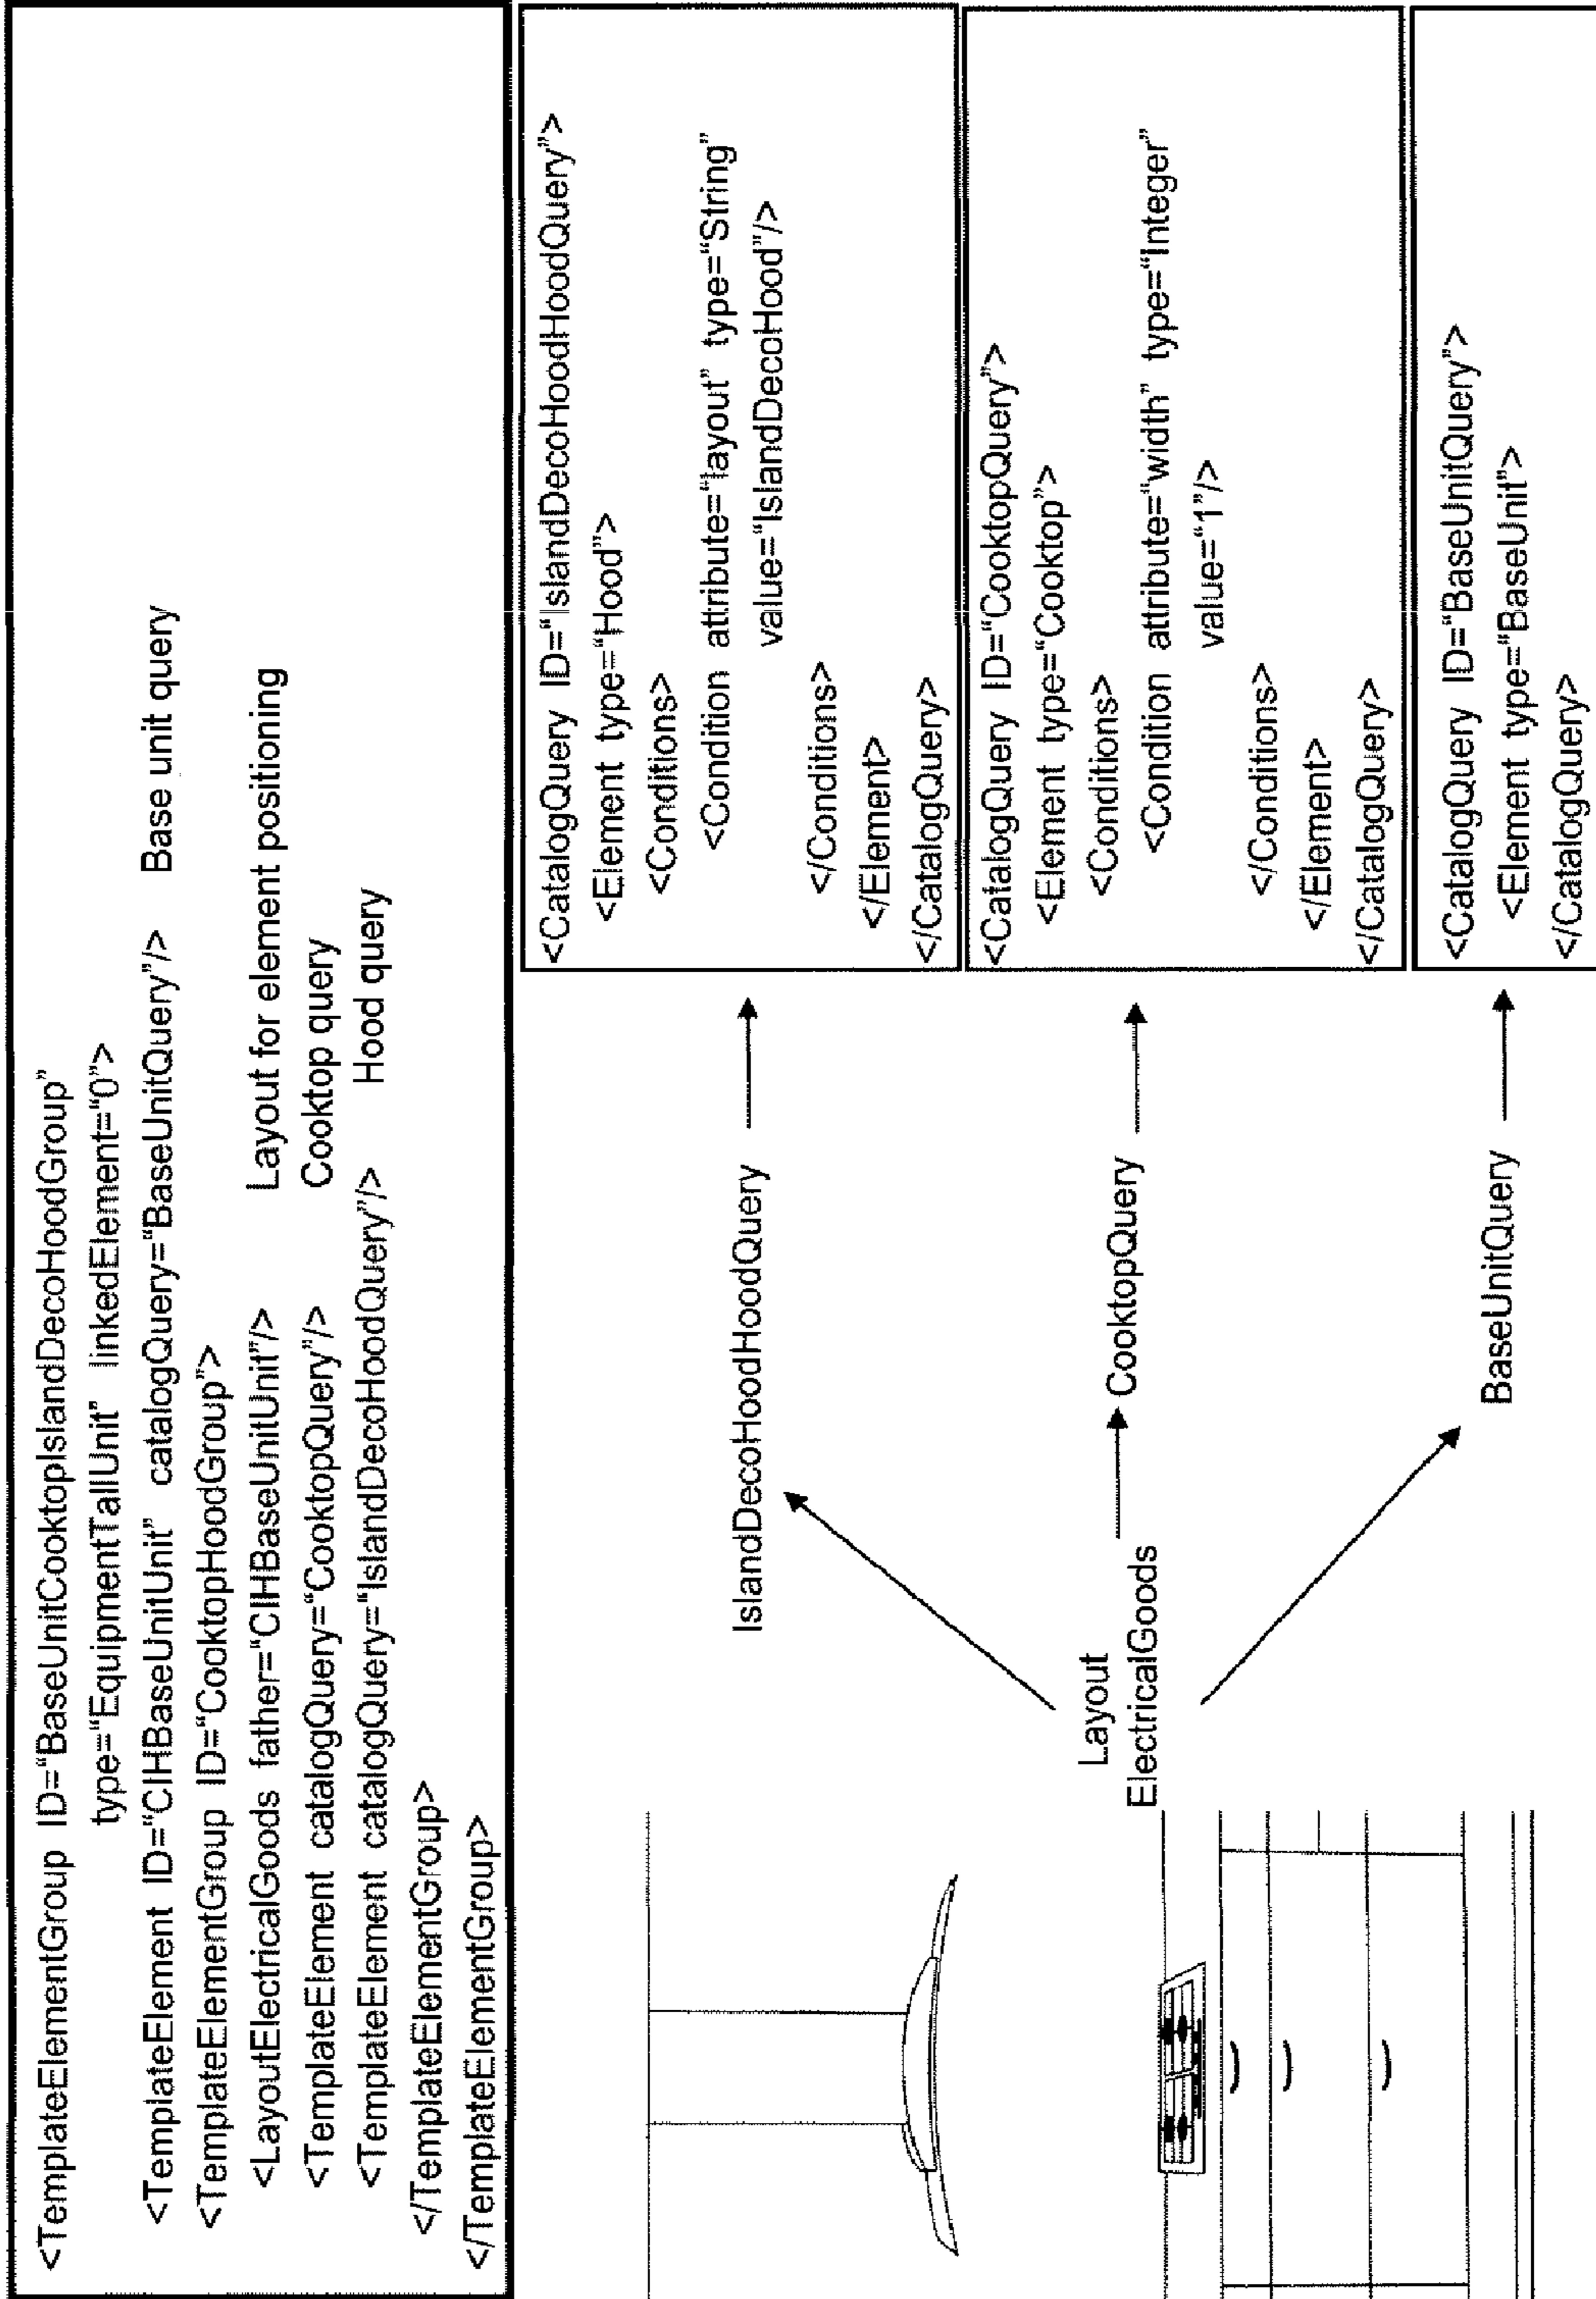 <TemplateElementGroup ID="BaseUnitCooktopIslandDecoHoodGroup"
type="EquipmentTallUnit" linkedElement="0">
<TemplateElement ID="CIHBaseUnitUnit" catalogQuery="BaseUnitQuery"/> Base unit query
<TemplateElementGroup ID="CooktopHoodGroup">
<LayoutElectricalGoods father="CIHBaseUnitUnit"/> Layout for element positioning
<TemplateElement catalogQuery="CooktopQuery"/> Cooktop query
<TemplateElement catalogQuery="IslandDecoHoodQuery"/> Hood query
</TemplateElementGroup>
</TemplateElementGroup>
Layout
ElectricalGoods
IslandDecoHoodHoodQuery
CooktopQuery
BaseUnitQuery
<CatalogQuery ID="IslandDecoHoodHoodQuery">
<Element type="Hood">
<Conditions>
<Condition attribute="layout" type="String"
value="IslandDecoHood"/>
</Conditions>
</Element>
</CatalogQuery>
<CatalogQuery ID="CooktopQuery">
<Element type="Cooktop">
<Conditions>
<Condition attribute="width" type="Integer"
value="1"/>
</Conditions>
</Element>
</CatalogQuery>
<CatalogQuery ID="BaseUnitQuery">
<Element type="BaseUnit">
</CatalogQuery>